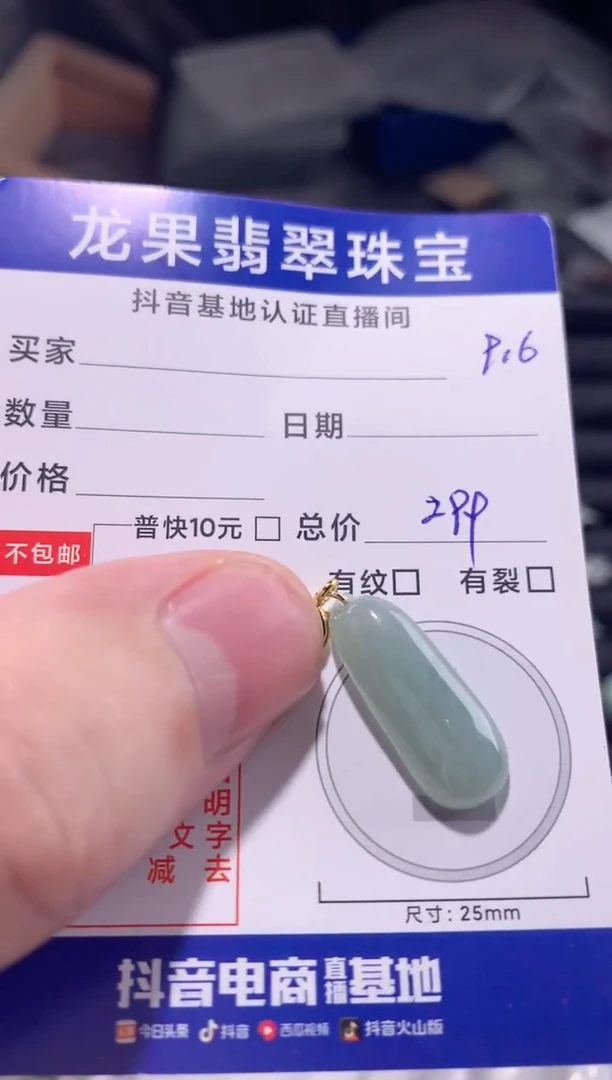 龙果翡翠珠宝
抖音基地认证直播间
买家 P.6
数量 日期
价格
普快10元 总价 299
不包邮
有纹 有裂
明
文字
减 去
尺寸: 25mm
抖音电商直播基地
今日头条 抖音 西瓜视频 抖音火山版